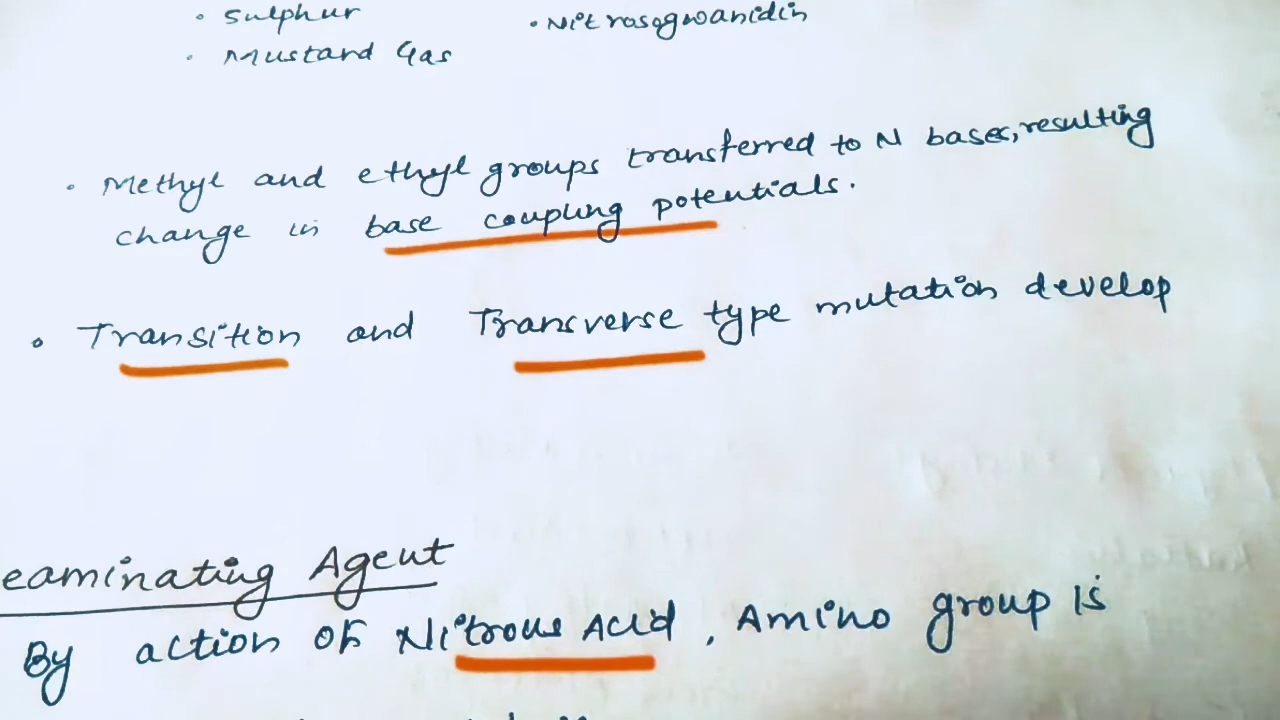 • Sulphur • Nitrosogwanidin
• Mustard Gas
• Methyl and ethyl groups transferred to N bases, resulting
change in base coupling potentials.
• Transition and Transverse type mutation develop
eaminating Agent
By action of Nitrous Acid, Amino group is